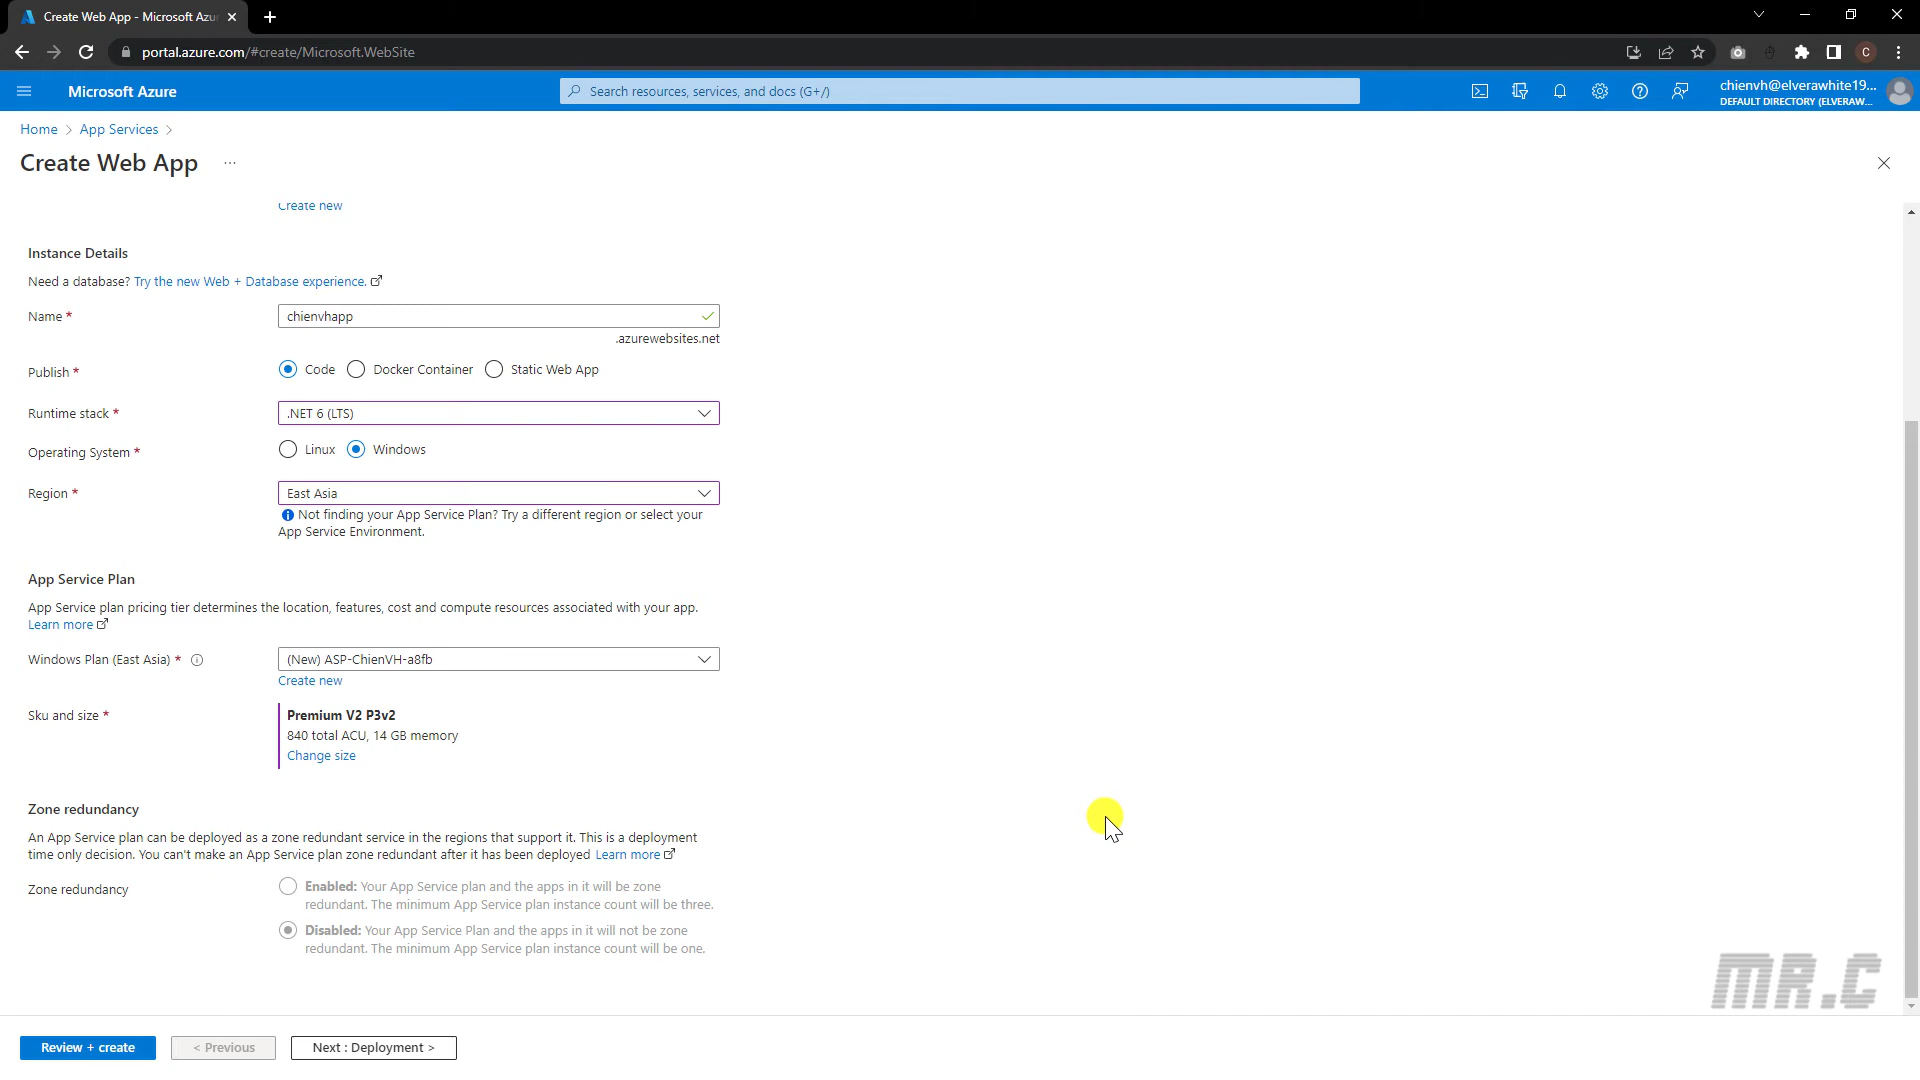 Create Web App - Microsoft Azu
portal.azure.com/#create/Microsoft.WebSite
C
Microsoft Azure
Search resources, services, and docs (G+/)
chienvh@elverawhite19...
DEFAULT DIRECTORY (ELVERAW...
Home > App Services >
Create Web App ...
Create new
Instance Details
Need a database? Try the new Web + Database experience.
Name *
chienvhapp
.azurewebsites.net
Publish *
Code
Docker Container
Static Web App
Runtime stack *
.NET 6 (LTS)
Operating System *
Linux
Windows
Region *
East Asia
Not finding your App Service Plan? Try a different region or select your
App Service Environment.
App Service Plan
App Service plan pricing tier determines the location, features, cost and compute resources associated with your app.
Learn more
Windows Plan (East Asia) *
(New) ASP-ChienVH-a8fb
Create new
Sku and size *
Premium V2 P3v2
840 total ACU, 14 GB memory
Change size
Zone redundancy
An App Service plan can be deployed as a zone redundant service in the regions that support it. This is a deployment
time only decision. You can't make an App Service plan zone redundant after it has been deployed Learn more
Zone redundancy
Enabled: Your App Service plan and the apps in it will be zone
redundant. The minimum App Service plan instance count will be three.
Disabled: Your App Service Plan and the apps in it will not be zone
redundant. The minimum App Service plan instance count will be one.
MR.C
Review + create
< Previous
Next : Deployment >